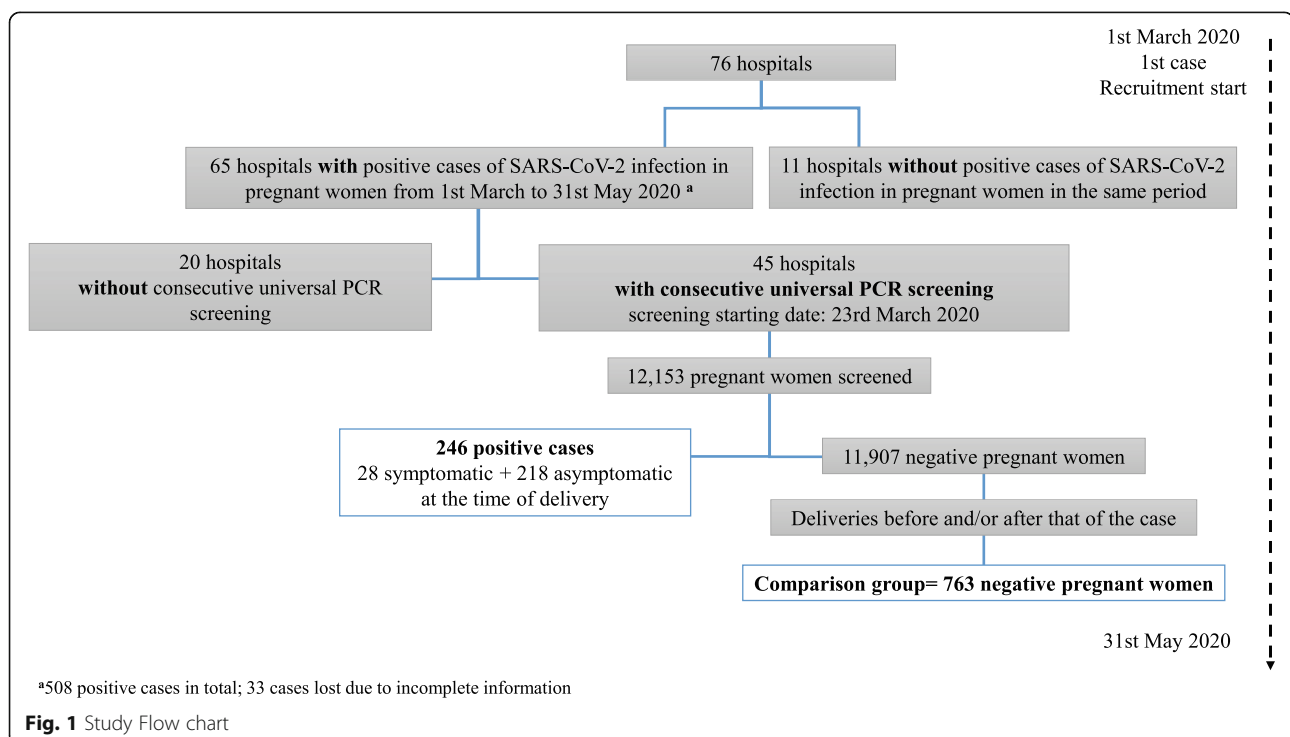 1st March 2020
1st case
Recruitment start
76 hospitals
65 hospitals with positive cases of SARS-CoV-2 infection in
pregnant women from 1st March to 31st May 2020 a
11 hospitals without positive cases of SARS-CoV-2
infection in pregnant women in the same period
20 hospitals
without consecutive universal PCR
screening
45 hospitals
with consecutive universal PCR screening
screening starting date: 23rd March 2020
12,153 pregnant women screened
246 positive cases
28 symptomatic + 218 asymptomatic
at the time of delivery
11,907 negative pregnant women
Deliveries before and/or after that of the case
Comparison group= 763 negative pregnant women
31st May 2020
a508 positive cases in total; 33 cases lost due to incomplete information
Fig. 1 Study Flow chart